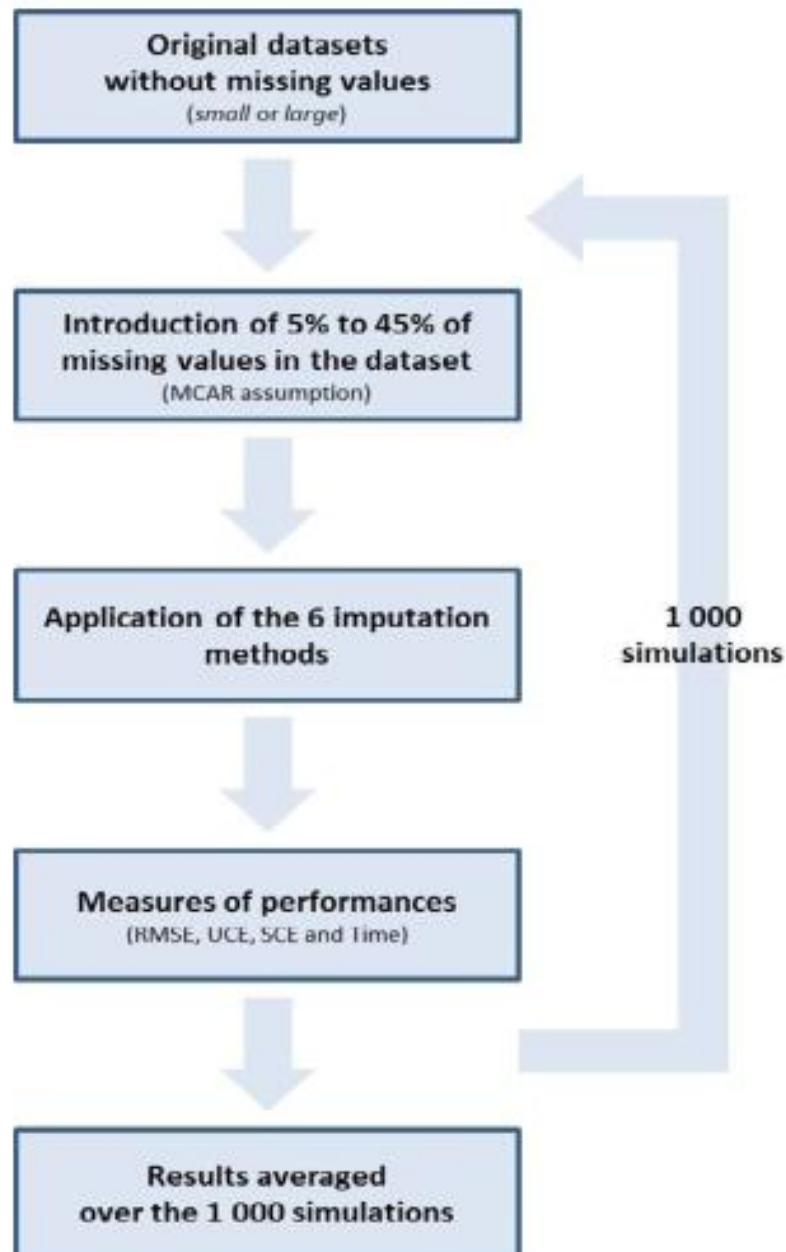 Original datasets
without missing values
(small or large)
Introduction of 5% to 45% of
missing values in the dataset
(MCAR assumption)
Application of the 6 imputation
methods
1 000
simulations
Measures of performances
(RMSE, UCE, SCE and Time)
Results averaged
over the 1 000 simulations